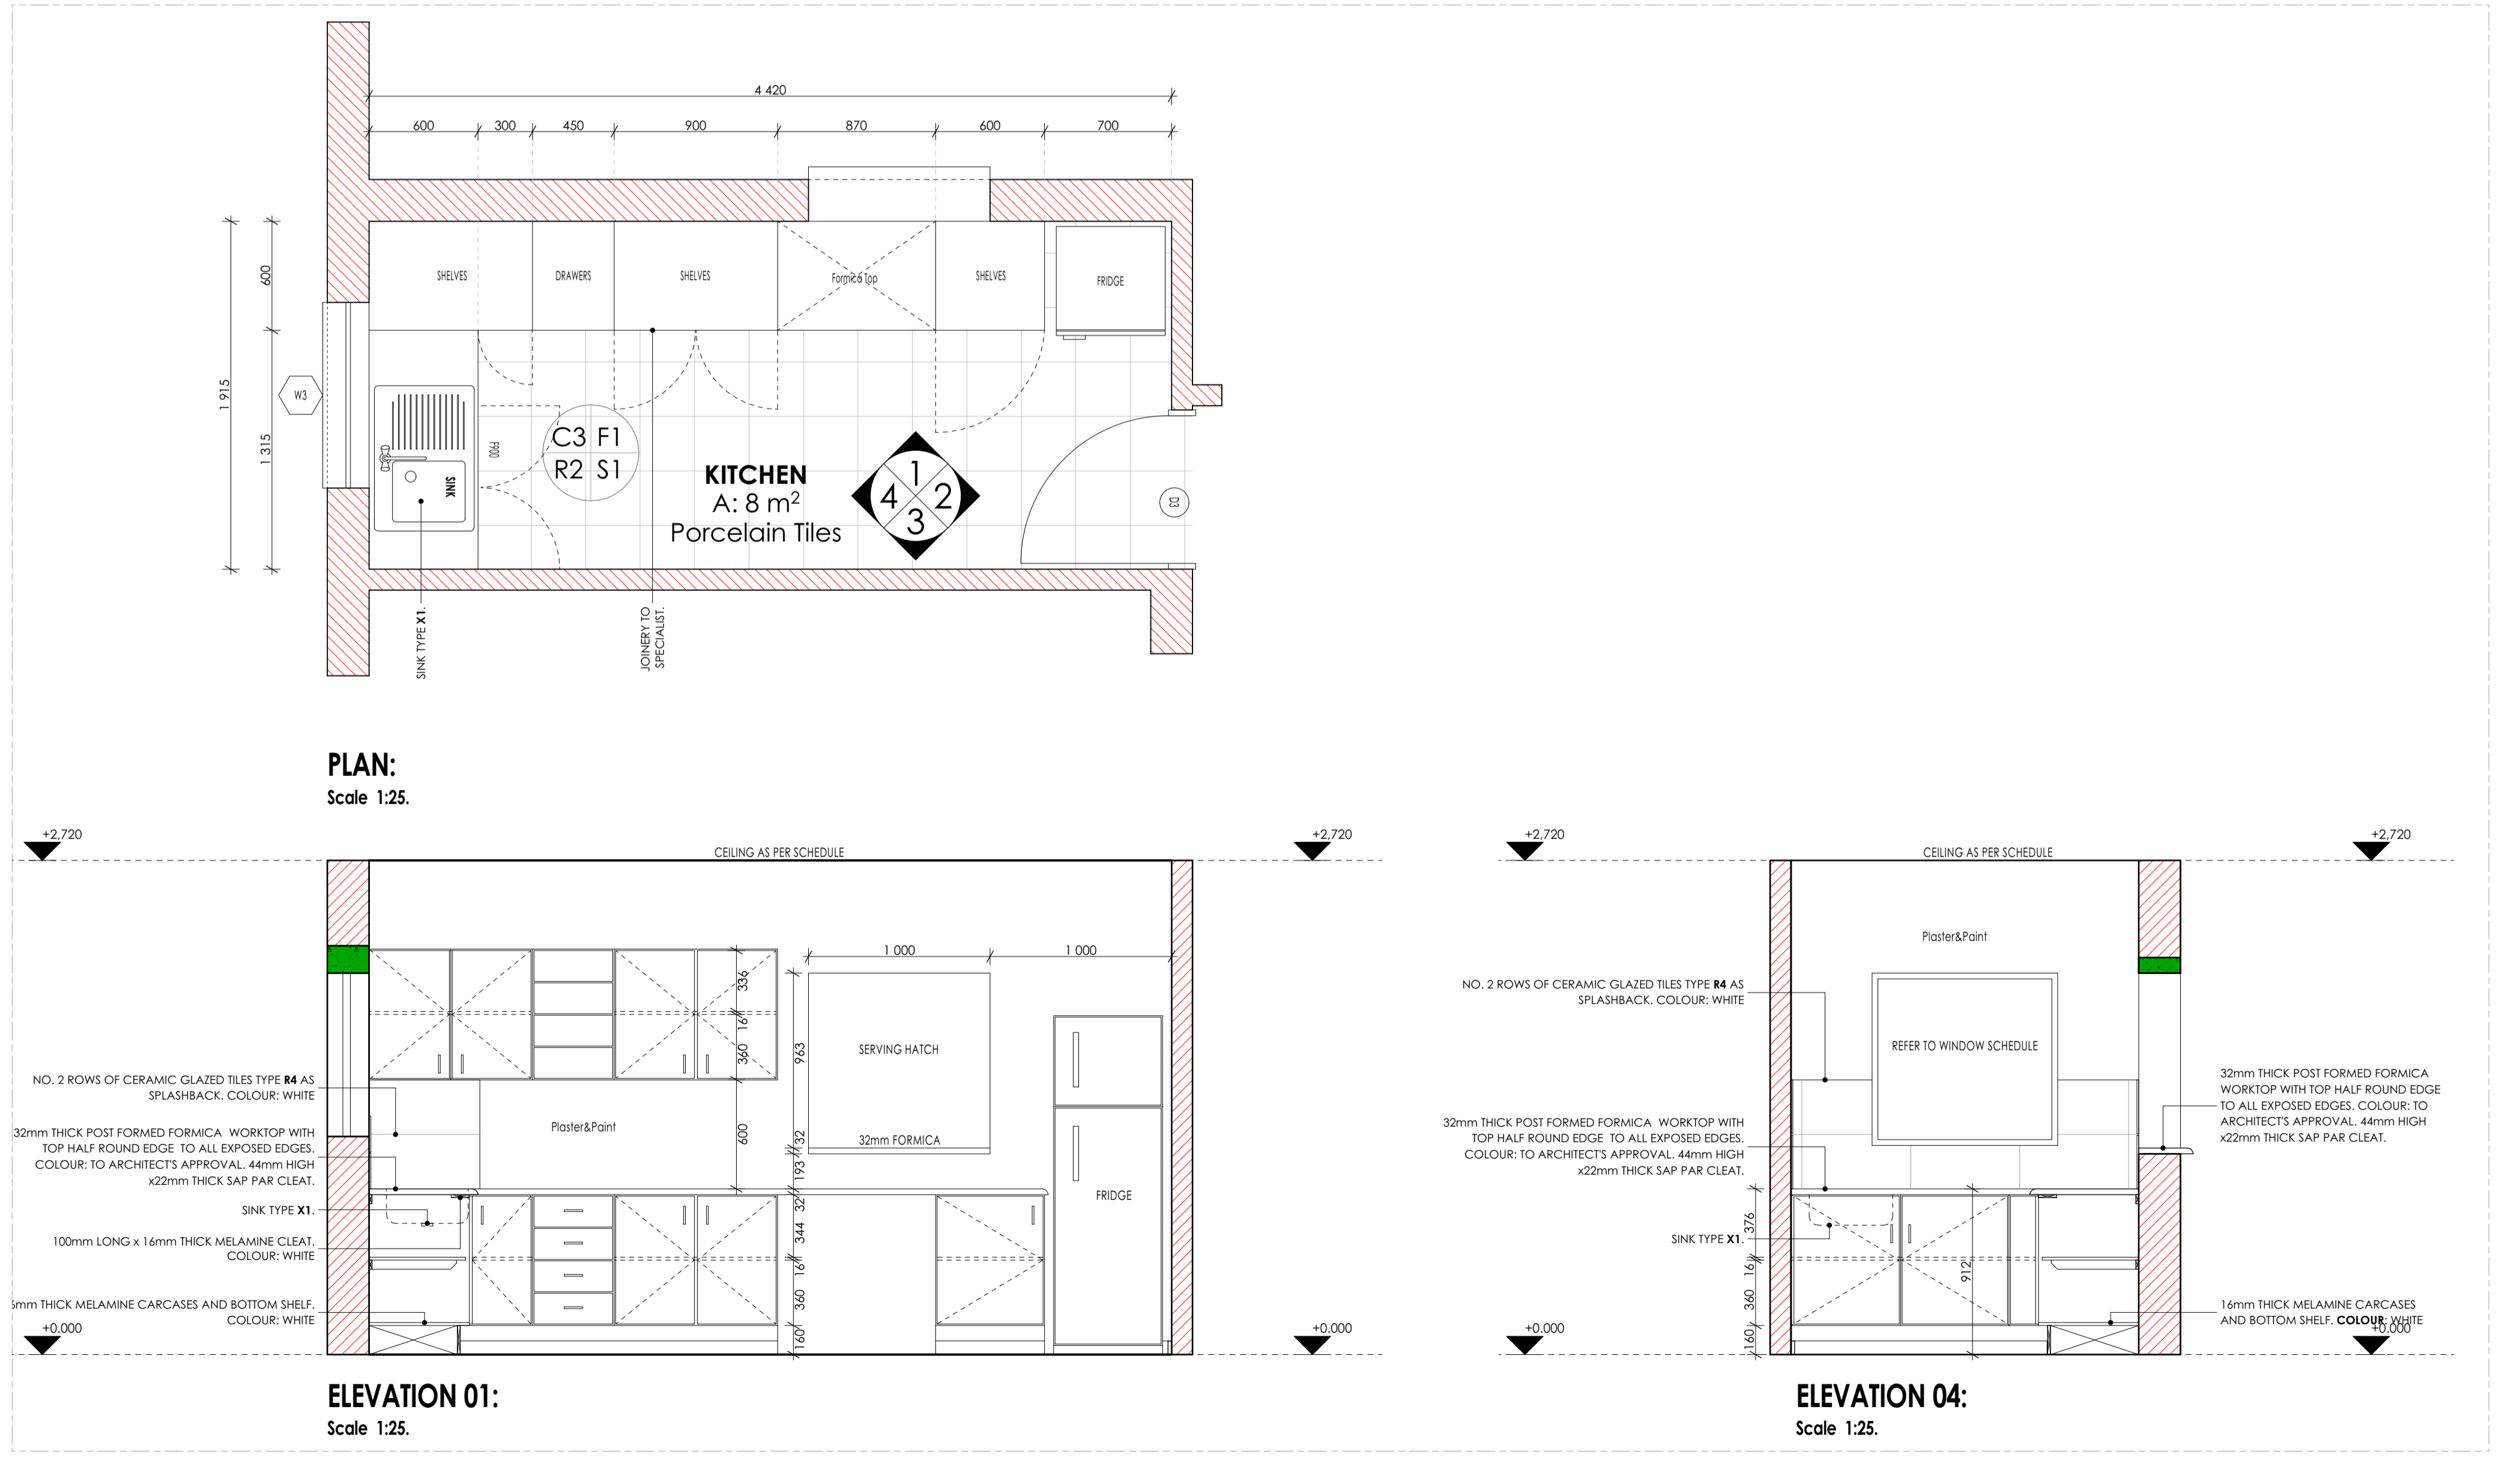 4 420
600 300 450 900 870 600 700
SHELVES DRAWERS SHELVES Formica Top SHELVES FRIDGE
600
1 915
1 315
W3
SINK
F900
C3 F1
R2 S1
KITCHEN
A: 8 m²
Porcelain Tiles
1
4 2
3
D3
SINK TYPE X1.
JOINERY TO
SPECIALIST.
PLAN:
Scale 1:25.
+2,720
+2,720
CEILING AS PER SCHEDULE
1 000 1 000
336
16
360
600
963
32
193
32
344
16
360
160
SERVING HATCH
32mm FORMICA
Plaster&Paint
FRIDGE
NO. 2 ROWS OF CERAMIC GLAZED TILES TYPE R4 AS
SPLASHBACK. COLOUR: WHITE
32mm THICK POST FORMED FORMICA WORKTOP WITH
TOP HALF ROUND EDGE TO ALL EXPOSED EDGES.
COLOUR: TO ARCHITECT'S APPROVAL. 44mm HIGH
x22mm THICK SAP PAR CLEAT.
SINK TYPE X1.
100mm LONG x 16mm THICK MELAMINE CLEAT.
COLOUR: WHITE
mm THICK MELAMINE CARCASES AND BOTTOM SHELF.
COLOUR: WHITE
+0.000
+0.000
ELEVATION 01:
Scale 1:25.
+2,720
+2,720
CEILING AS PER SCHEDULE
Plaster&Paint
NO. 2 ROWS OF CERAMIC GLAZED TILES TYPE R4 AS
SPLASHBACK. COLOUR: WHITE
REFER TO WINDOW SCHEDULE
32mm THICK POST FORMED FORMICA WORKTOP WITH
TOP HALF ROUND EDGE TO ALL EXPOSED EDGES.
COLOUR: TO ARCHITECT'S APPROVAL. 44mm HIGH
x22mm THICK SAP PAR CLEAT.
SINK TYPE X1.
376
16
360
160
912
32mm THICK POST FORMED FORMICA
WORKTOP WITH TOP HALF ROUND EDGE
TO ALL EXPOSED EDGES. COLOUR: TO
ARCHITECT'S APPROVAL. 44mm HIGH
x22mm THICK SAP PAR CLEAT.
16mm THICK MELAMINE CARCASES
AND BOTTOM SHELF. COLOUR: WHITE
+0.000
+0.000
ELEVATION 04:
Scale 1:25.